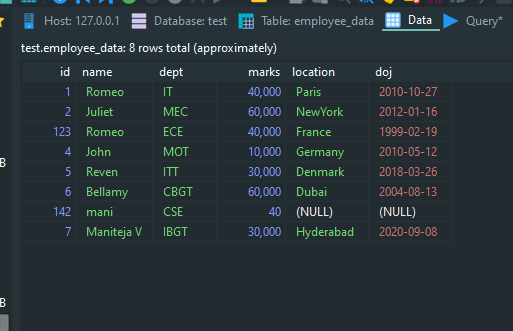 Host: 127.0.0.1 Database: test Table: employee_data Data Query*
test.employee_data: 8 rows total (approximately)
id name dept marks location doj
1 Romeo IT 40,000 Paris 2010-10-27
2 Juliet MEC 60,000 NewYork 2012-01-16
123 Romeo ECE 40,000 France 1999-02-19
4 John MOT 10,000 Germany 2010-05-12
B
5 Reven ITT 30,000 Denmark 2018-03-26
6 Bellamy CBGT 60,000 Dubai 2004-08-13
142 mani CSE 40 (NULL) (NULL)
7 Maniteja V IBGT 30,000 Hyderabad 2020-09-08
B